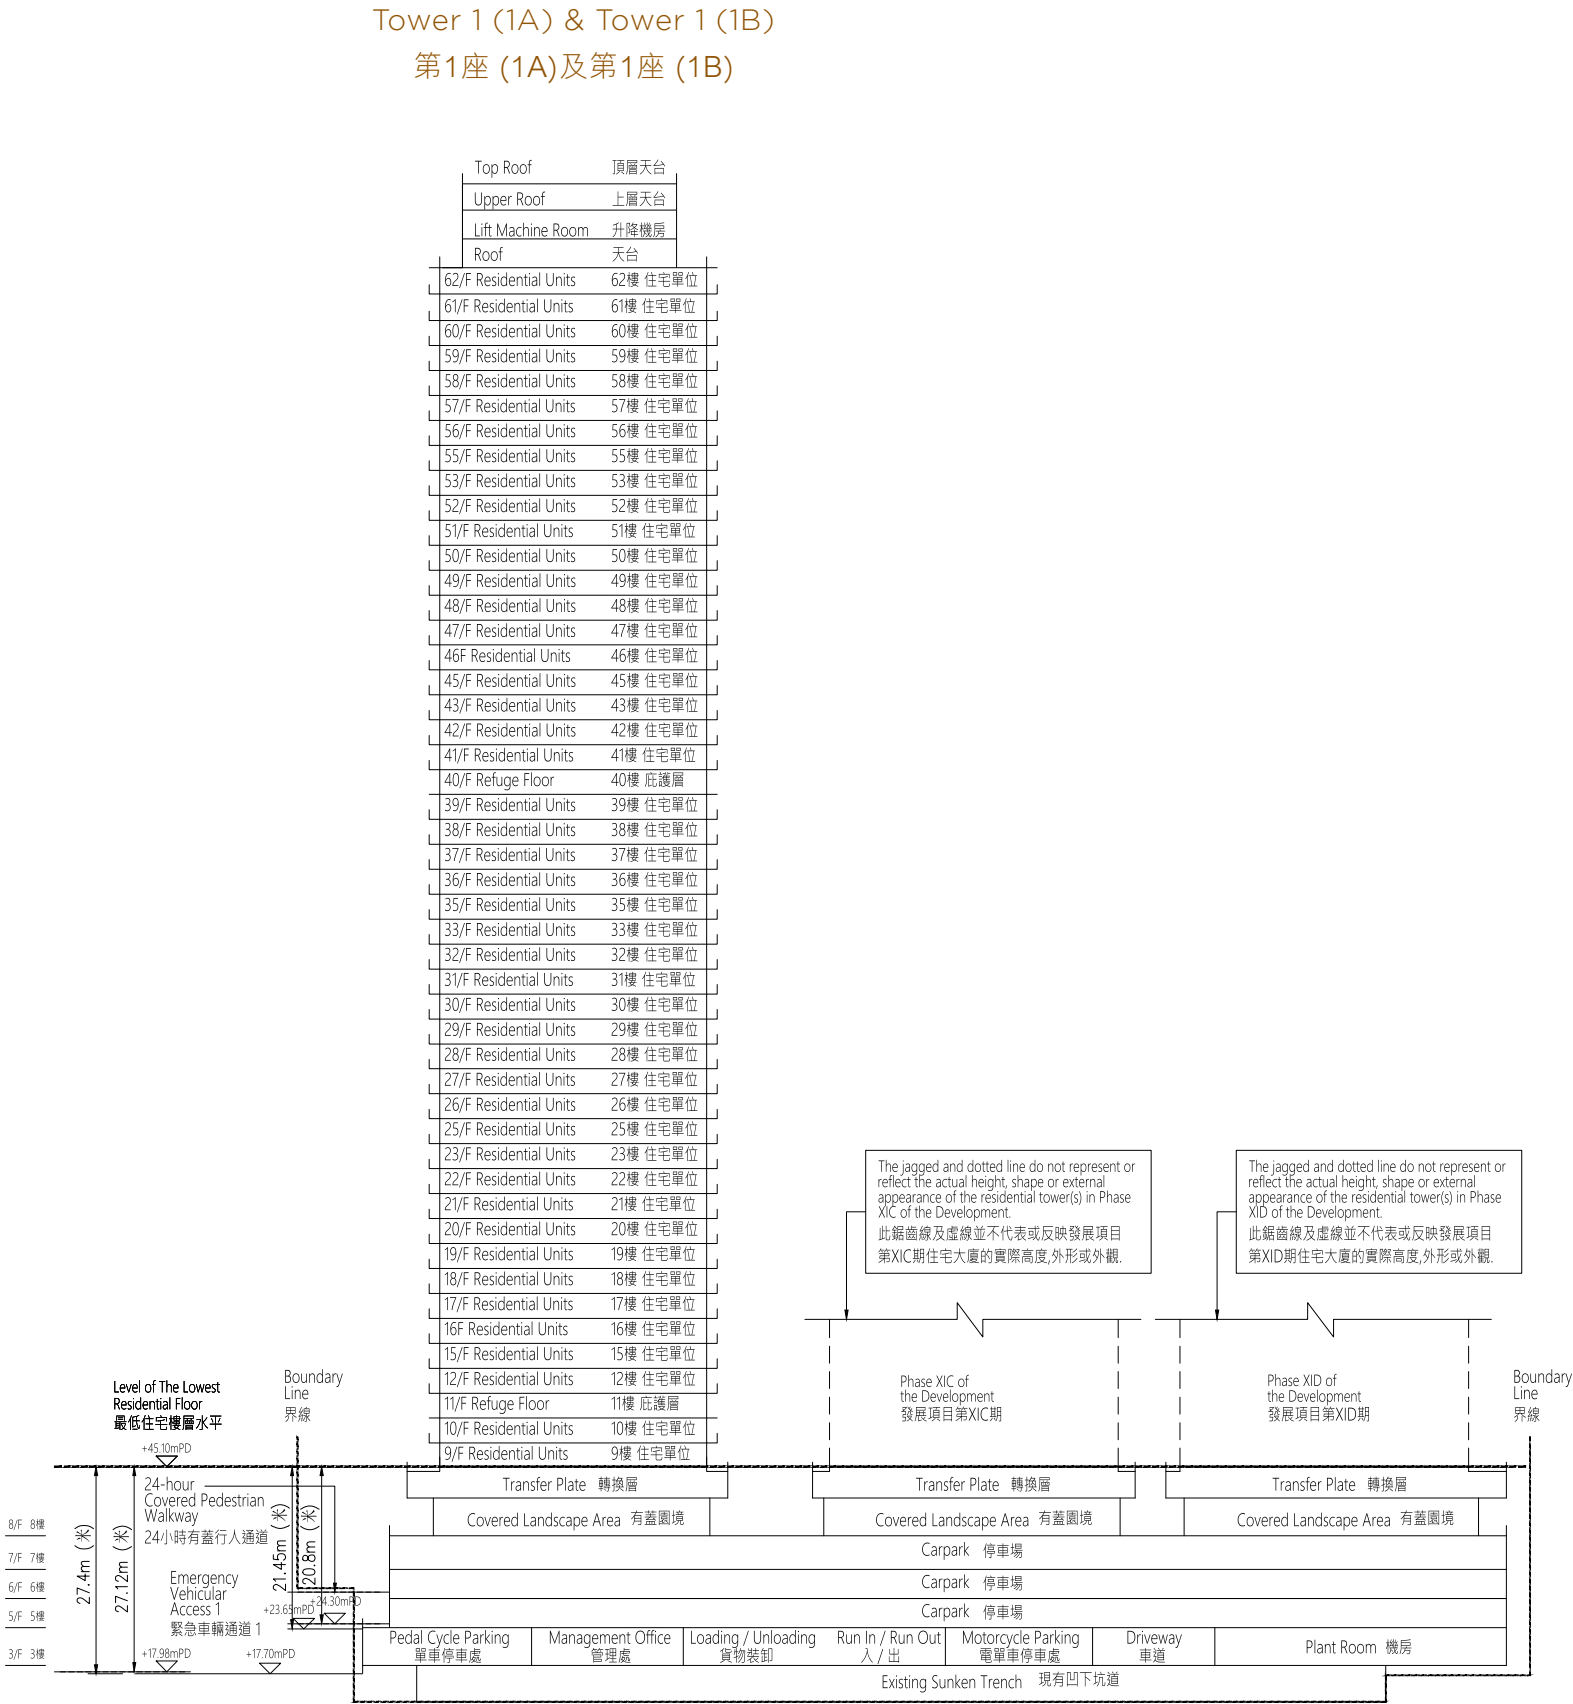 Tower 1 (1A) & Tower 1 (1B)
第1座 (1A)及第1座 (1B)
Top Roof 頂層天台
Upper Roof 上層天台
Lift Machine Room 升降機房
Roof 天台
62/F Residential Units 62樓 住宅單位
61/F Residential Units 61樓 住宅單位
60/F Residential Units 60樓 住宅單位
59/F Residential Units 59樓 住宅單位
58/F Residential Units 58樓 住宅單位
57/F Residential Units 57樓 住宅單位
56/F Residential Units 56樓 住宅單位
55/F Residential Units 55樓 住宅單位
53/F Residential Units 53樓 住宅單位
52/F Residential Units 52樓 住宅單位
51/F Residential Units 51樓 住宅單位
50/F Residential Units 50樓 住宅單位
49/F Residential Units 49樓 住宅單位
48/F Residential Units 48樓 住宅單位
47/F Residential Units 47樓 住宅單位
46F Residential Units 46樓 住宅單位
45/F Residential Units 45樓 住宅單位
43/F Residential Units 43樓 住宅單位
42/F Residential Units 42樓 住宅單位
41/F Residential Units 41樓 住宅單位
40/F Refuge Floor 40樓 庇護層
39/F Residential Units 39樓 住宅單位
38/F Residential Units 38樓 住宅單位
37/F Residential Units 37樓 住宅單位
36/F Residential Units 36樓 住宅單位
35/F Residential Units 35樓 住宅單位
33/F Residential Units 33樓 住宅單位
32/F Residential Units 32樓 住宅單位
31/F Residential Units 31樓 住宅單位
30/F Residential Units 30樓 住宅單位
29/F Residential Units 29樓 住宅單位
28/F Residential Units 28樓 住宅單位
27/F Residential Units 27樓 住宅單位
26/F Residential Units 26樓 住宅單位
25/F Residential Units 25樓 住宅單位
23/F Residential Units 23樓 住宅單位
22/F Residential Units 22樓 住宅單位
21/F Residential Units 21樓 住宅單位
20/F Residential Units 20樓 住宅單位
19/F Residential Units 19樓 住宅單位
18/F Residential Units 18樓 住宅單位
17/F Residential Units 17樓 住宅單位
16F Residential Units 16樓 住宅單位
15/F Residential Units 15樓 住宅單位
12/F Residential Units 12樓 住宅單位
11/F Refuge Floor 11樓 庇護層
10/F Residential Units 10樓 住宅單位
9/F Residential Units 9樓 住宅單位
The jagged and dotted line do not represent or
reflect the actual height, shape or external
appearance of the residential tower(s) in Phase
XIC of the Development.
此鋸齒線及虛線並不代表或反映發展項目
第XIC期住宅大廈的實際高度,外形或外觀.
The jagged and dotted line do not represent or
reflect the actual height, shape or external
appearance of the residential tower(s) in Phase
XID of the Development.
此鋸齒線及虛線並不代表或反映發展項目
第XID期住宅大廈的實際高度,外形或外觀.
Phase XIC of
the Development
發展項目第XIC期
Phase XID of
the Development
發展項目第XID期
Boundary
Line
界線
Level of The Lowest
Residential Floor
最低住宅樓層水平
+45.10mPD
Boundary
Line
界線
24-hour
Covered Pedestrian
Walkway
24小時有蓋行人通道
Emergency
Vehicular
Access 1
緊急車輛通道 1
27.4m (米)
27.12m (米)
21.45m (米)
20.8m (米)
+23.65mPD
+24.30mPD
+17.98mPD
+17.70mPD
8/F 8樓
7/F 7樓
6/F 6樓
5/F 5樓
3/F 3樓
Transfer Plate 轉換層
Transfer Plate 轉換層
Transfer Plate 轉換層
Covered Landscape Area 有蓋園境
Covered Landscape Area 有蓋園境
Covered Landscape Area 有蓋園境
Carpark 停車場
Carpark 停車場
Carpark 停車場
Pedal Cycle Parking
單車停車處
Management Office
管理處
Loading / Unloading
貨物裝卸
Run In / Run Out
入 / 出
Motorcycle Parking
電單車停車處
Driveway
車道
Plant Room 機房
Existing Sunken Trench 現有凹下坑道